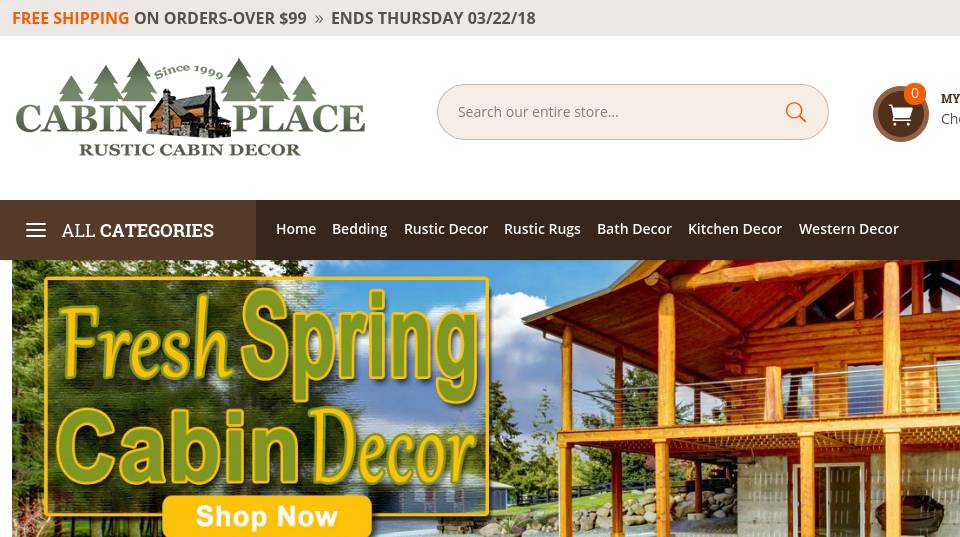 FREE SHIPPING ON ORDERS-OVER $99 » ENDS THURSDAY 03/22/18
Since 1999
CABIN PLACE
RUSTIC CABIN DECOR
Search our entire store...
0
MY
Che
ALL CATEGORIES
Home Bedding Rustic Decor Rustic Rugs Bath Decor Kitchen Decor Western Decor
Fresh Spring
Cabin Decor
Shop Now